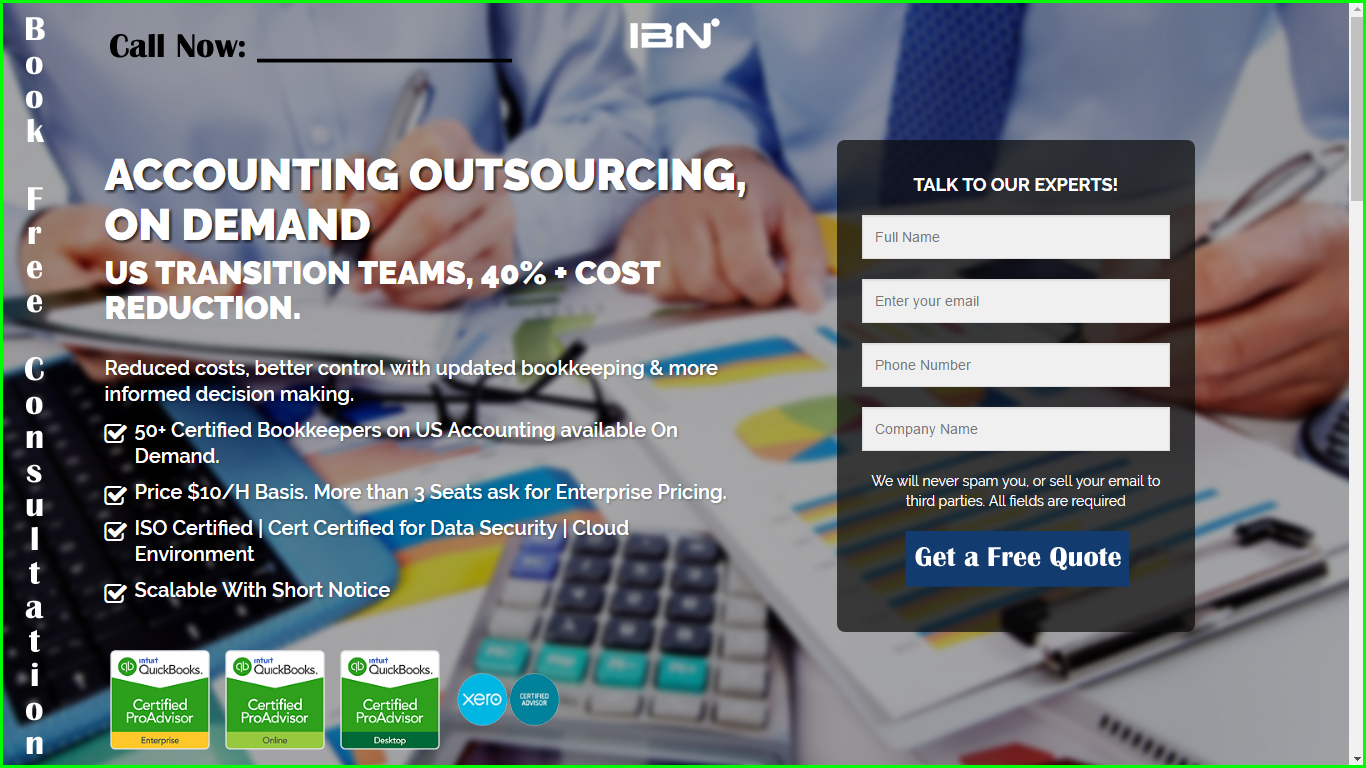 Book Free Consultation
Call Now:
IBN
ACCOUNTING OUTSOURCING,
ON DEMAND
US TRANSITION TEAMS, 40% + COST
REDUCTION.
Reduced costs, better control with updated bookkeeping & more
informed decision making.
50+ Certified Bookkeepers on US Accounting available On
Demand.
Price $10/H Basis. More than 3 Seats ask for Enterprise Pricing.
ISO Certified | Cert Certified for Data Security | Cloud
Environment
Scalable With Short Notice
qb intuit
QuickBooks.
Certified
ProAdvisor
Enterprise
qb intuit
QuickBooks.
Certified
ProAdvisor
Online
qb intuit
QuickBooks.
Certified
ProAdvisor
Desktop
xero
CERTIFIED
ADVISOR
TALK TO OUR EXPERTS!
Full Name
Enter your email
Phone Number
Company Name
We will never spam you, or sell your email to
third parties. All fields are required
Get a Free Quote